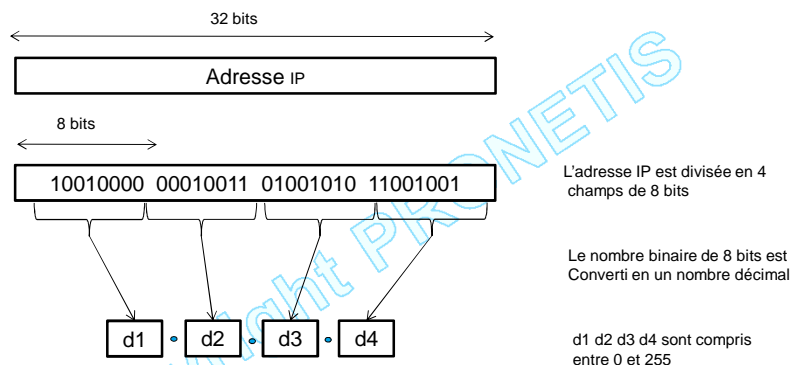 32 bits
Adresse IP
8 bits
10010000 00010011 01001010 11001001
L'adresse IP est divisée en 4
champs de 8 bits
Le nombre binaire de 8 bits est
Converti en un nombre décimal
d1 . d2 . d3 . d4
d1 d2 d3 d4 sont compris
entre 0 et 255
right PRONETIS